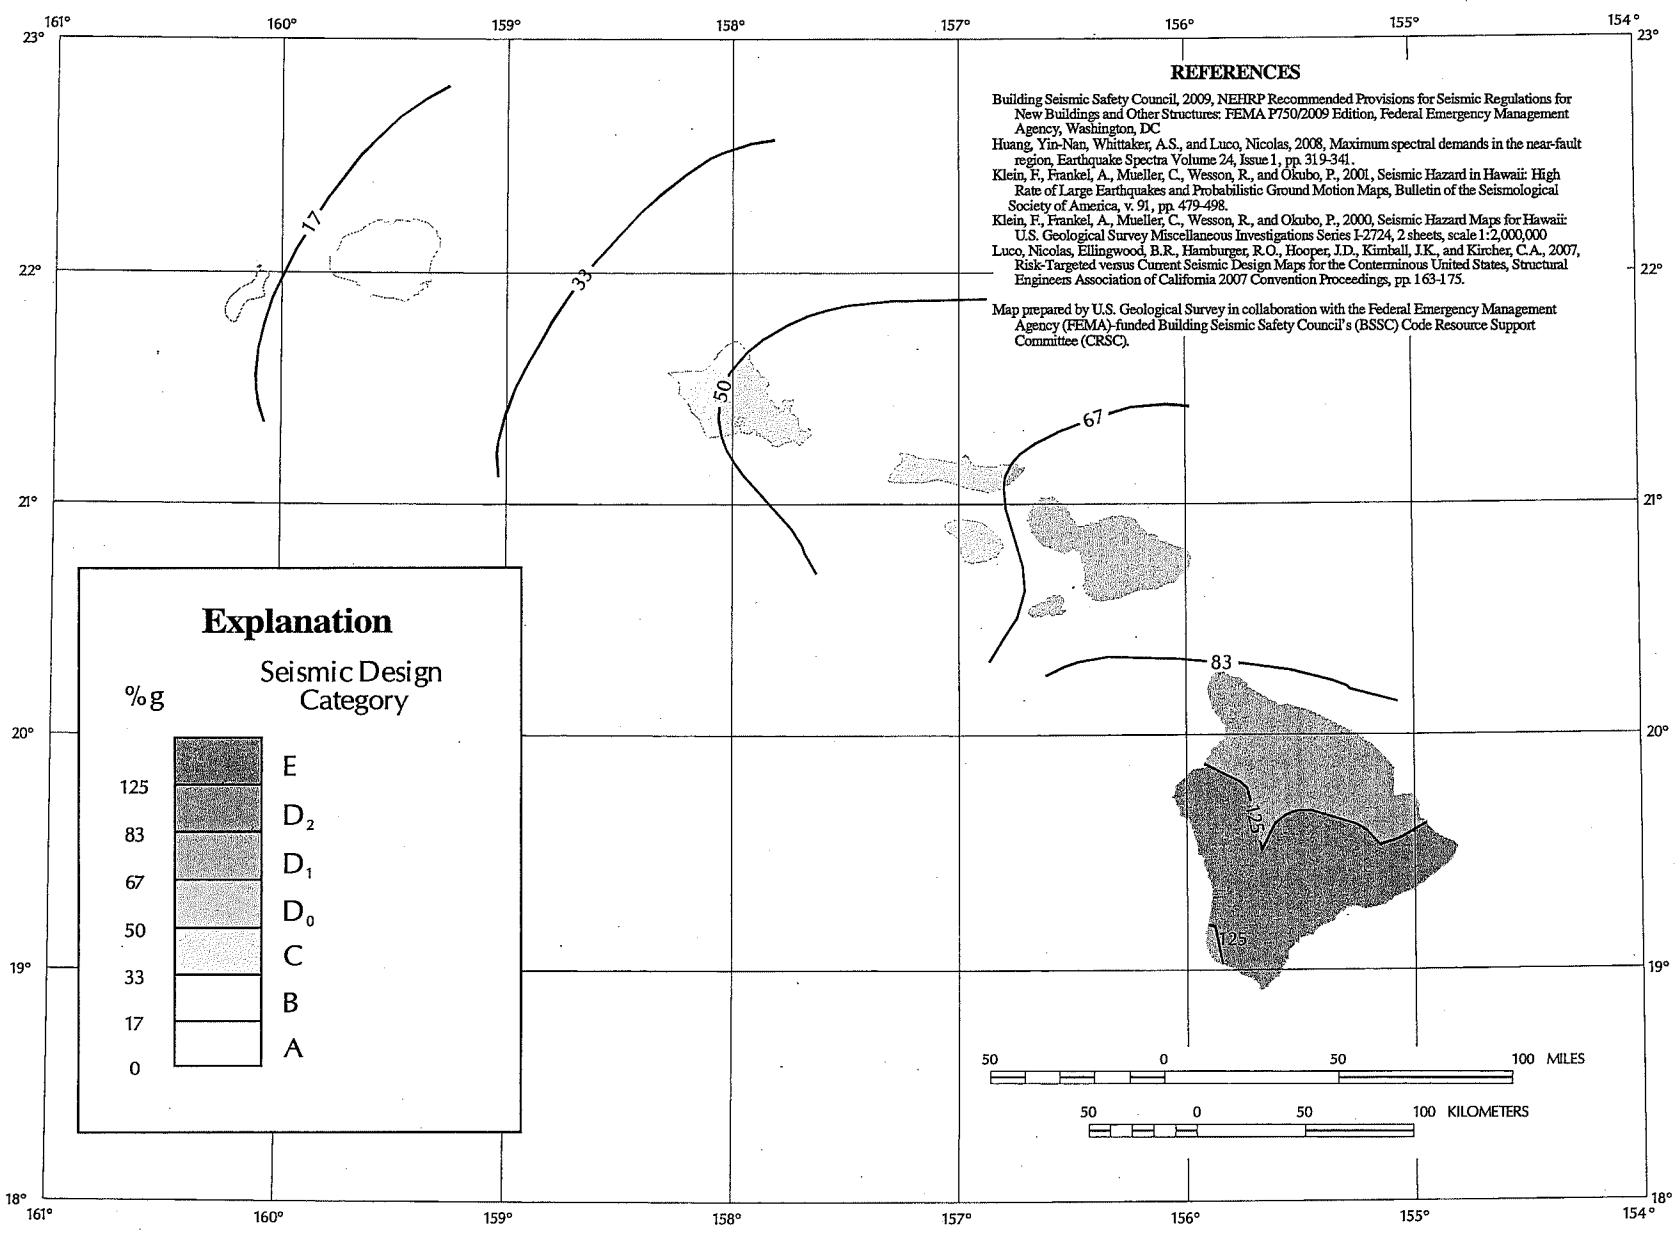 161° 160° 159° 158° 157° 156° 155° 154°
23° 23°
REFERENCES
Building Seismic Safety Council, 2009, NEHRP Recommended Provisions for Seismic Regulations for
New Buildings and Other Structures: FEMA P750/2009 Edition, Federal Emergency Management
Agency, Washington, DC
Huang, Yin-Nan, Whittaker, A.S., and Luco, Nicolas, 2008, Maximum spectral demands in the near-fault
region, Earthquake Spectra Volume 24, Issue 1, pp. 319-341.
Klein, F., Frankel, A., Mueller, C., Wesson, R., and Okubo, P., 2001, Seismic Hazard in Hawaii: High
Rate of Large Earthquakes and Probabilistic Ground Motion Maps, Bulletin of the Seismological
Society of America, v. 91, pp. 479-498.
Klein, F., Frankel, A., Mueller, C., Wesson, R., and Okubo, P., 2000, Seismic Hazard Maps for Hawaii:
U.S. Geological Survey Miscellaneous Investigations Series I-2724, 2 sheets, scale 1:2,000,000
Luco, Nicolas, Ellingwood, B.R., Hamburger, R.O., Hooper, J.D., Kimball, J.K., and Kircher, C.A., 2007,
Risk-Targeted versus Current Seismic Design Maps for the Conterminous United States, Structural
Engineers Association of California 2007 Convention Proceedings, pp. 163-175.
Map prepared by U.S. Geological Survey in collaboration with the Federal Emergency Management
Agency (FEMA)-funded Building Seismic Safety Council's (BSSC) Code Resource Support
Committee (CRSC).
17
33
22° 22°
50
67
21° 21°
83
20° 20°
125
125
19° 19°
Explanation
Seismic Design
Category
%g
E
125
D2
83
D1
67
D0
50
C
33
B
17
A
0
50 0 50 100 MILES
50 0 50 100 KILOMETERS
18° 18°
161° 160° 159° 158° 157° 156° 155° 154°